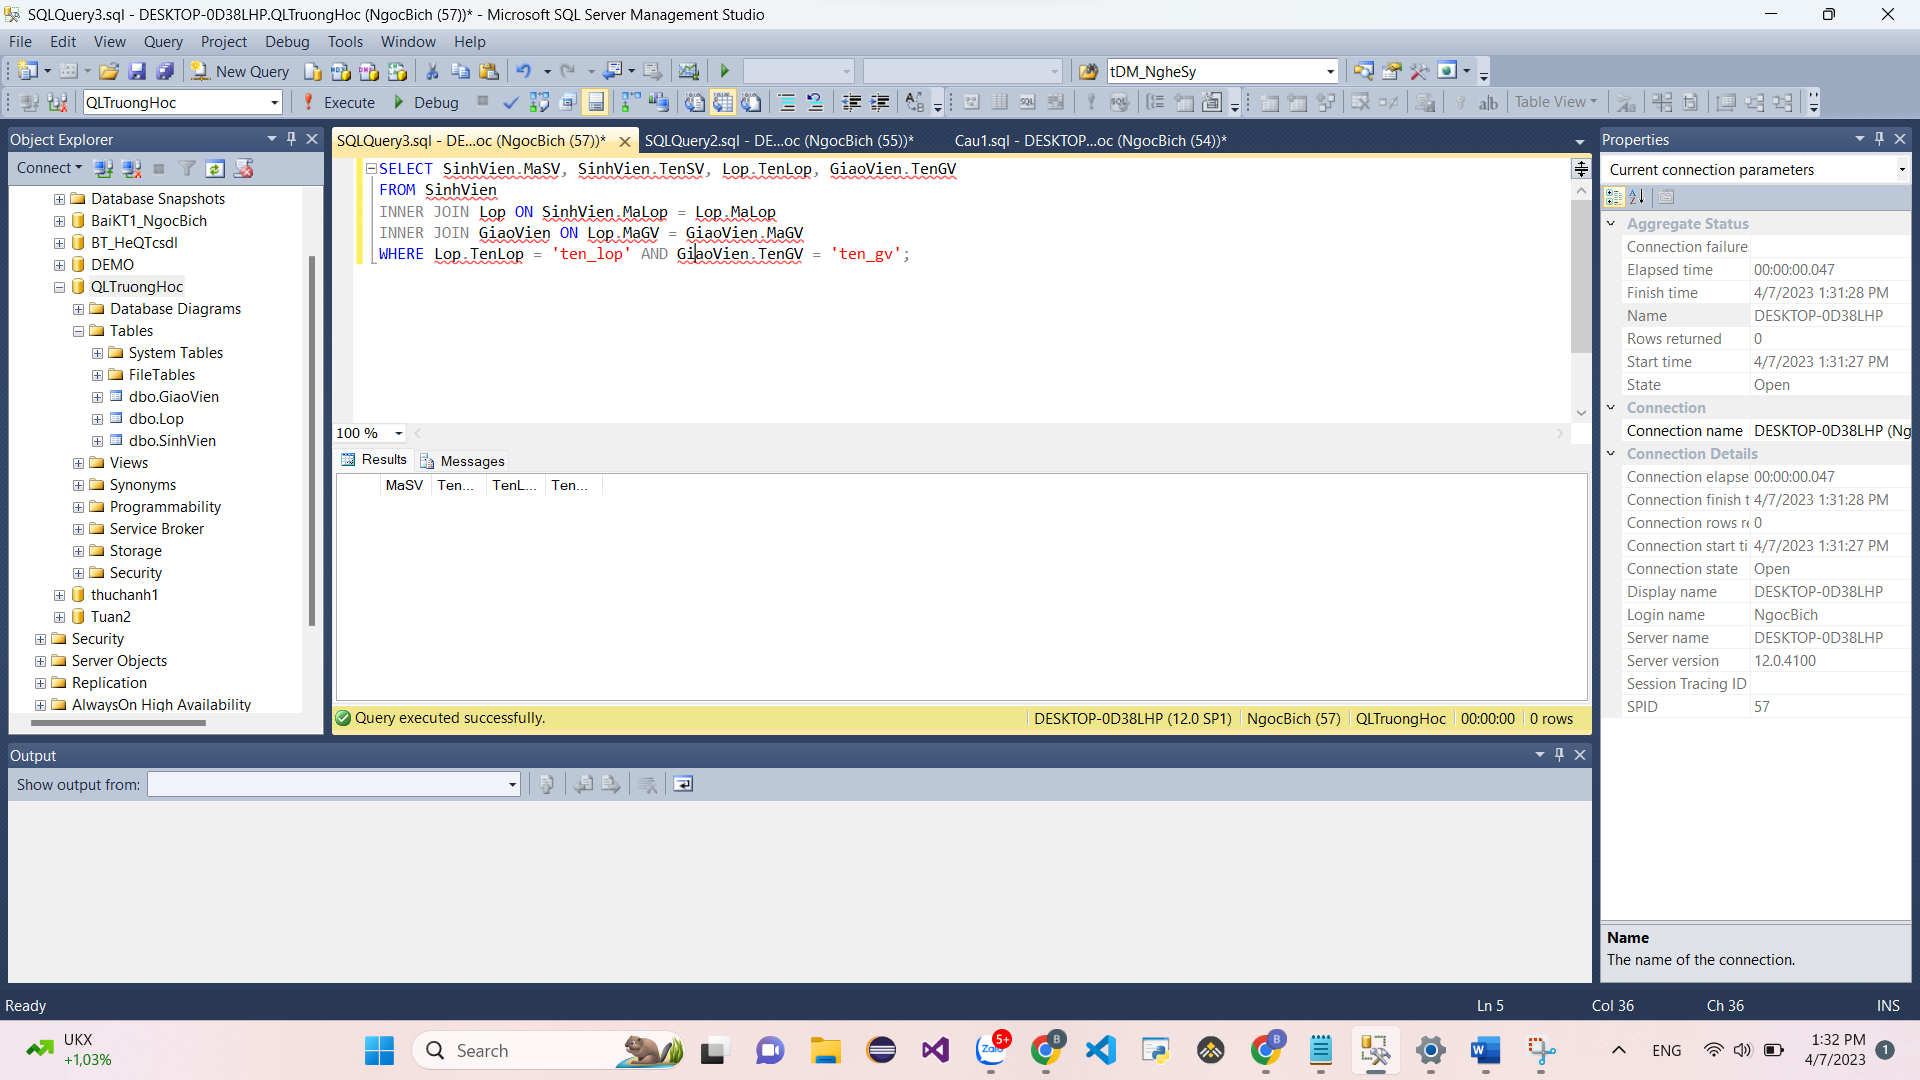 SQLQuery3.sql - DESKTOP-0D38LHP.QLTruongHoc (NgocBich (57))* - Microsoft SQL Server Management Studio
File Edit View Query Project Debug Tools Window Help
New Query tDM_NgheSy
QLTruongHoc Execute Debug Table View
Object Explorer
Connect
Database Snapshots
BaiKT1_NgocBich
BT_HeQTcsdl
DEMO
QLTruongHoc
Database Diagrams
Tables
System Tables
FileTables
dbo.GiaoVien
dbo.Lop
dbo.SinhVien
Views
Synonyms
Programmability
Service Broker
Storage
Security
thuchanh1
Tuan2
Security
Server Objects
Replication
AlwaysOn High Availability
SQLQuery3.sql - DE...oc (NgocBich (57))* SQLQuery2.sql - DE...oc (NgocBich (55))* Cau1.sql - DESKTOP...oc (NgocBich (54))*
SELECT SinhVien.MaSV, SinhVien.TenSV, Lop.TenLop, GiaoVien.TenGV
FROM SinhVien
INNER JOIN Lop ON SinhVien.MaLop = Lop.MaLop
INNER JOIN GiaoVien ON Lop.MaGV = GiaoVien.MaGV
WHERE Lop.TenLop = 'ten_lop' AND GiaoVien.TenGV = 'ten_gv';
100 %
Results Messages
MaSV Ten... TenL... Ten...
Query executed successfully. DESKTOP-0D38LHP (12.0 SP1) NgocBich (57) QLTruongHoc 00:00:00 0 rows
Properties
Current connection parameters
Aggregate Status
Connection failure
Elapsed time 00:00:00.047
Finish time 4/7/2023 1:31:28 PM
Name DESKTOP-0D38LHP
Rows returned 0
Start time 4/7/2023 1:31:27 PM
State Open
Connection
Connection name DESKTOP-0D38LHP (Ng
Connection Details
Connection elapse 00:00:00.047
Connection finish t 4/7/2023 1:31:28 PM
Connection rows re 0
Connection start ti 4/7/2023 1:31:27 PM
Connection state Open
Display name DESKTOP-0D38LHP
Login name NgocBich
Server name DESKTOP-0D38LHP
Server version 12.0.4100
Session Tracing ID
SPID 57
Name
The name of the connection.
Output
Show output from:
Ready Ln 5 Col 36 Ch 36 INS
UKX
+1,03%
Search
Zalo 5+
B
B
ENG
1:32 PM
4/7/2023
1